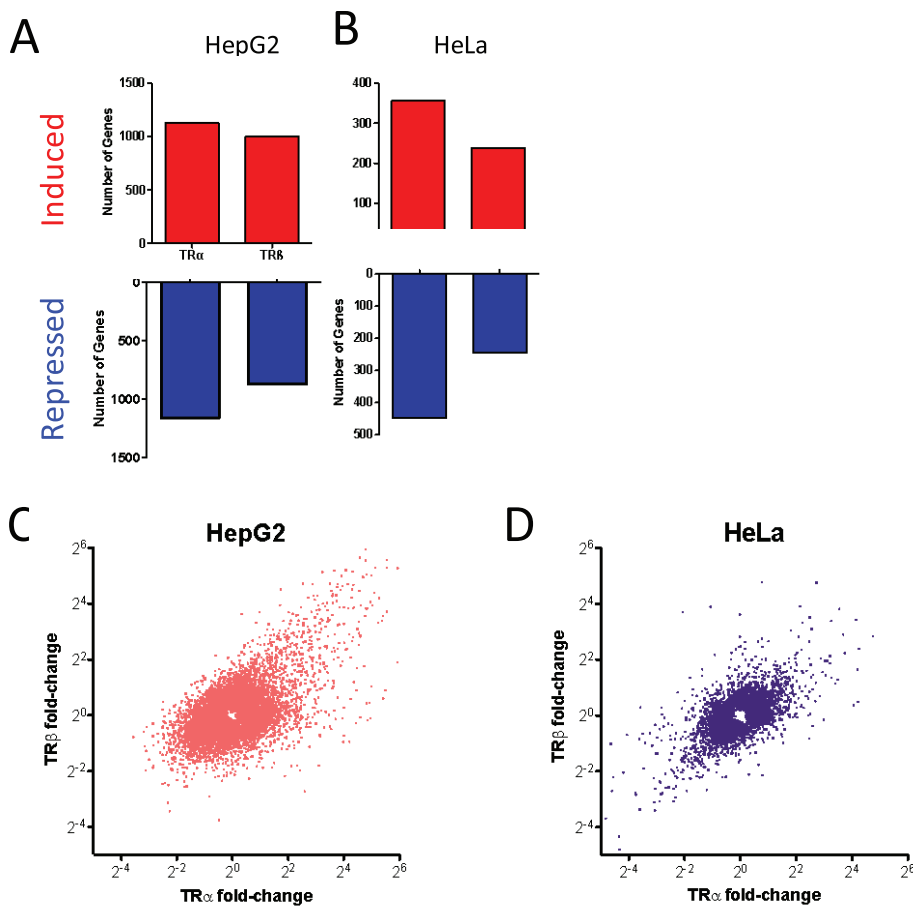 A
HepG2
B
HeLa
Induced
Number of Genes
1500
1000
500
0
TRα
TRß
400
300
200
100
Number of Genes
Repressed
Number of Genes
0
500
1000
1500
Number of Genes
0
100
200
300
400
500
C
HepG2
TRβ fold-change
2^6
2^4
2^2
2^0
2^-2
2^-4
2^-4 2^-2 2^0 2^2 2^4 2^6
TRα fold-change
D
HeLa
TRβ fold-change
2^6
2^4
2^2
2^0
2^-2
2^-4
2^-4 2^-2 2^0 2^2 2^4 2^6
TRα fold-change